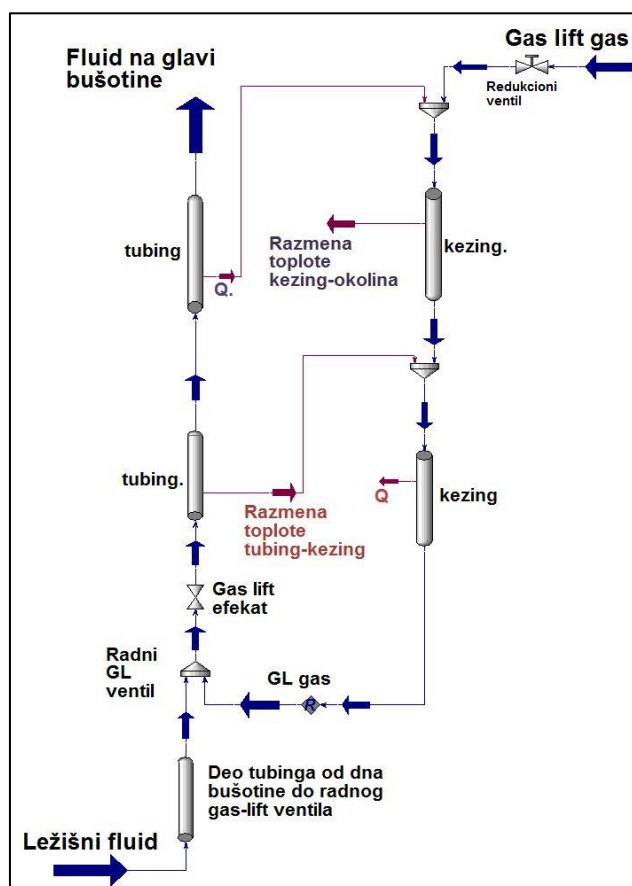 Gas lift gas
Fluid na glavi
bušotine
Redukcioni
ventil
tubing
Q.
Razmena
toplote
kezing-okolina
kezing.
tubing.
Razmena
toplote
tubing-kezing
Q
kezing
Gas lift
efekat
Radni
GL
ventil
GL gas
R
Deo tubinga od dna
bušotine do radnog
gas-lift ventila
Ležišni fluid